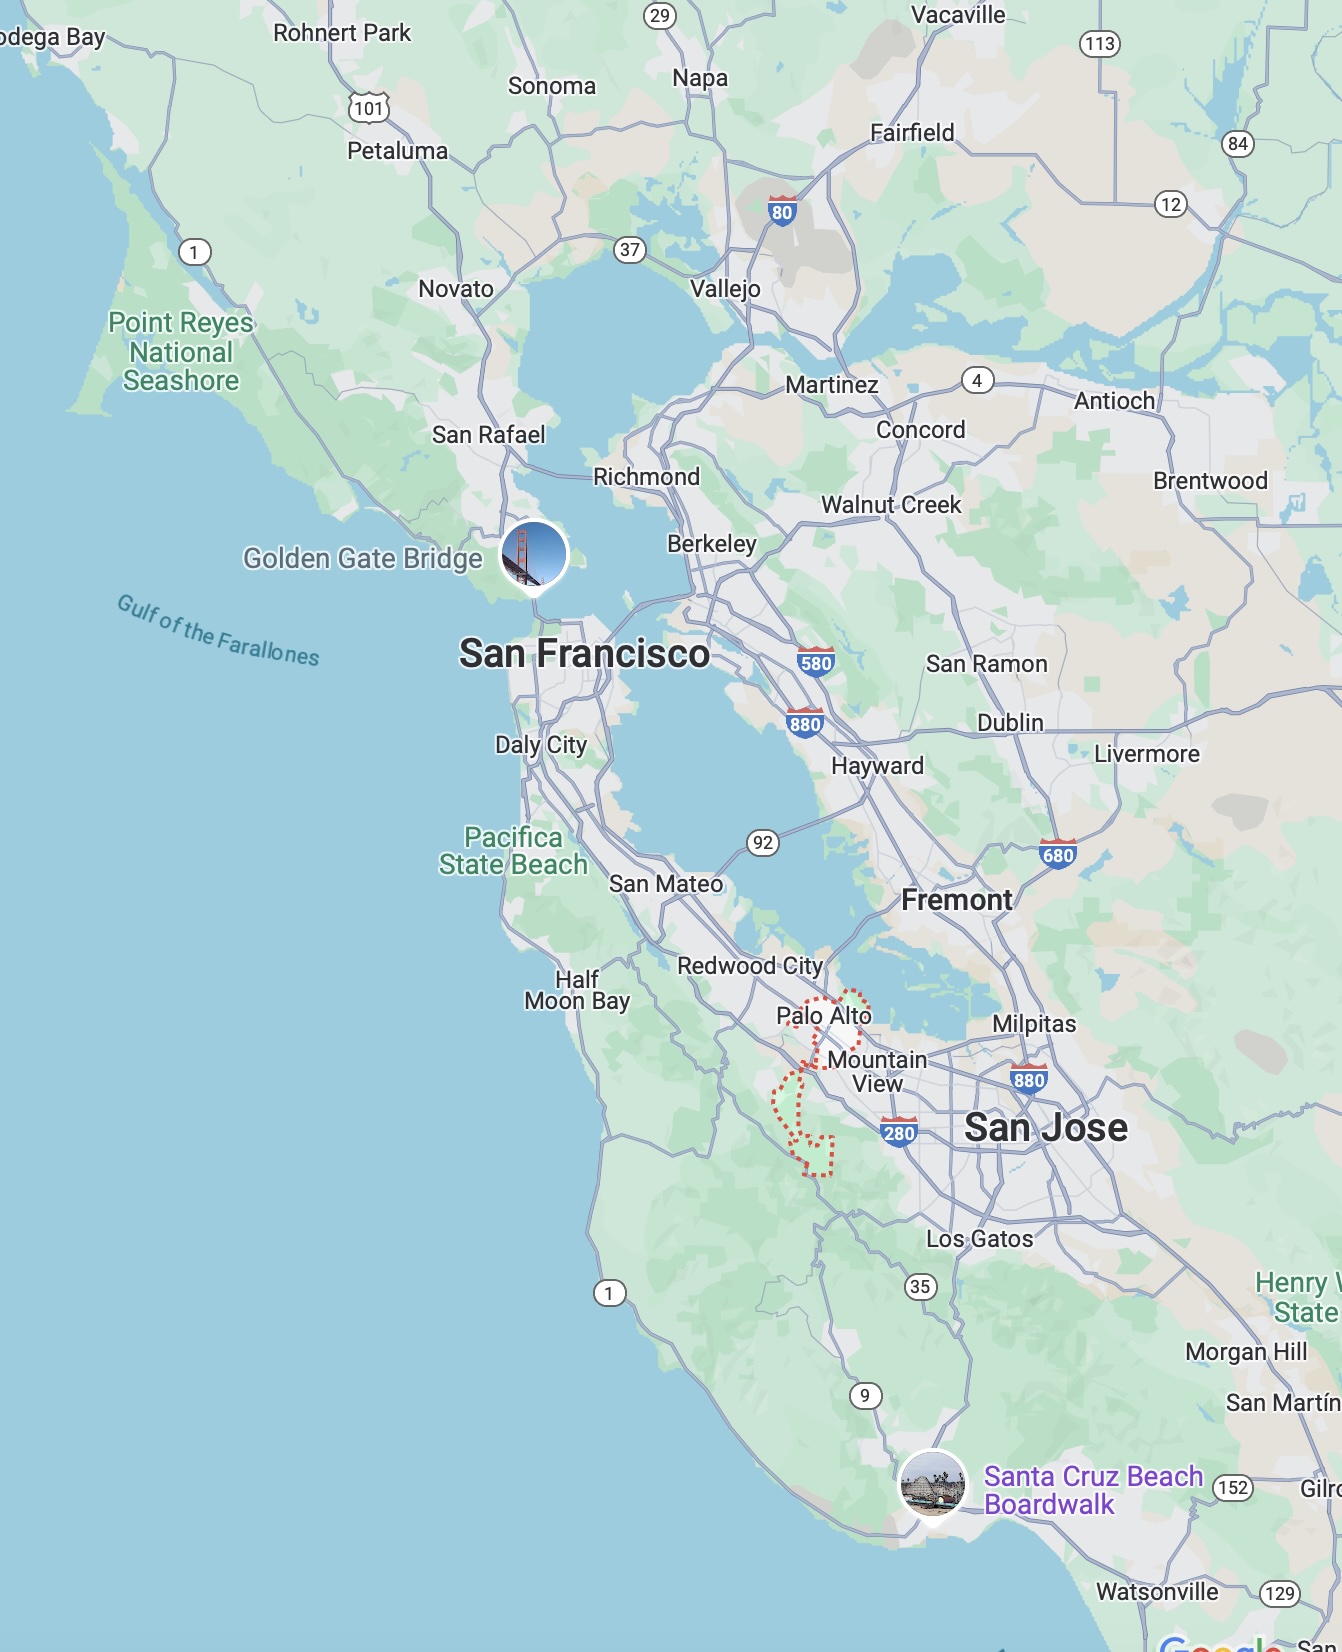 29
Vacaville
odega Bay
Rohnert Park
113
Sonoma
Napa
101
Fairfield
84
Petaluma
12
80
1
37
Novato
Vallejo
Point Reyes
National
Seashore
Martinez
4
Antioch
San Rafael
Concord
Richmond
Brentwood
Walnut Creek
Berkeley
Golden Gate Bridge
Gulf of the Farallones
San Francisco
580
San Ramon
880
Dublin
Daly City
Livermore
Hayward
Pacifica
State Beach
92
680
San Mateo
Fremont
Redwood City
Half
Moon Bay
Palo Alto
Milpitas
Mountain
View
880
280
San Jose
Los Gatos
35
1
Henry W
State
Morgan Hill
9
San Martín
Santa Cruz Beach
Boardwalk
152
Gilro
Watsonville
129
Google
San